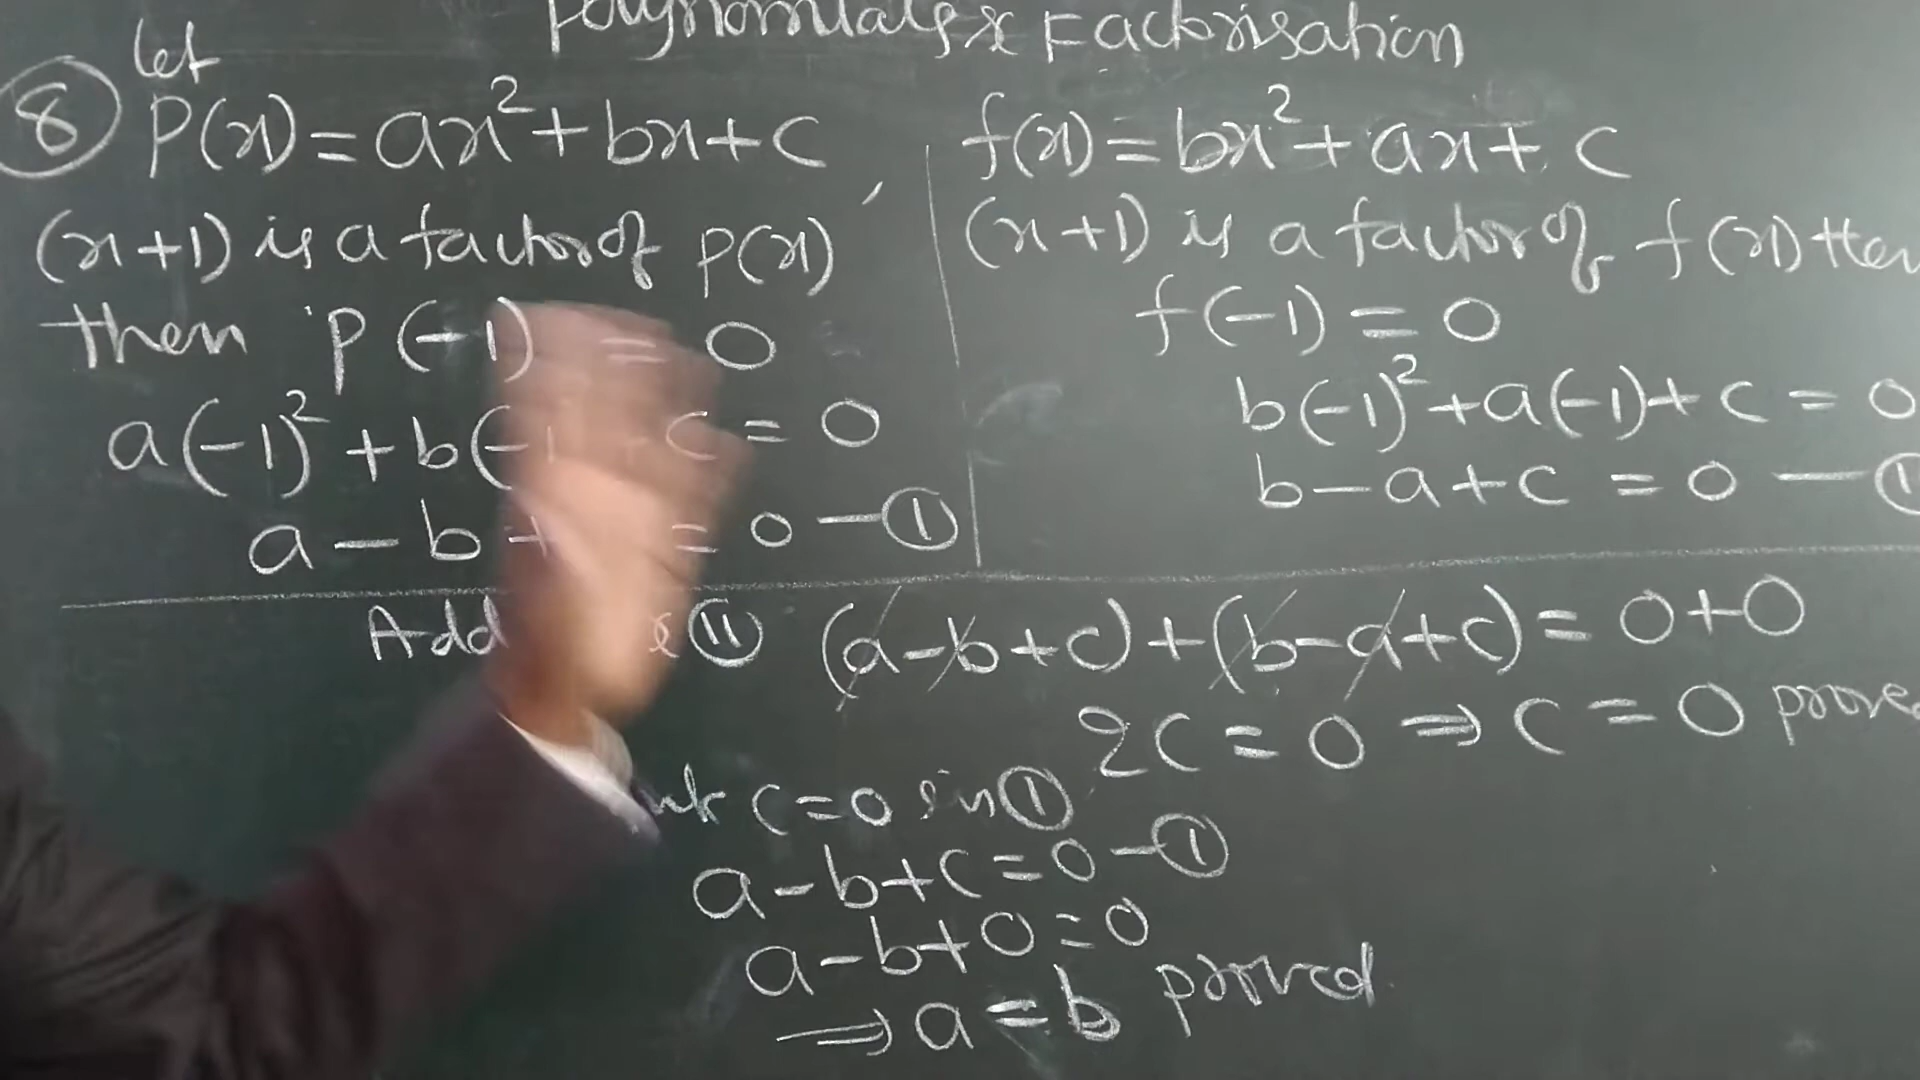 Polynomials & Factorisation
let
⑧ P(x) = ax² + bx + c
(x+1) is a factor of p(x)
then p(-1) = 0
a(-1)² + b(-1 + c = 0
a - b + = 0 — ①
f(x) = bx² + ax + c
(x+1) is a factor of f(x) then
f(-1) = 0
b(-1)² + a(-1) + c = 0
b - a + c = 0 —
Add & ⑪ (a - b + c) + (b - a + c) = 0 + 0
2c = 0 ⇒ c = 0 prove
c = 0 in ①
a - b + c = 0 — ①
a - b + 0 = 0
⇒ a = b proved